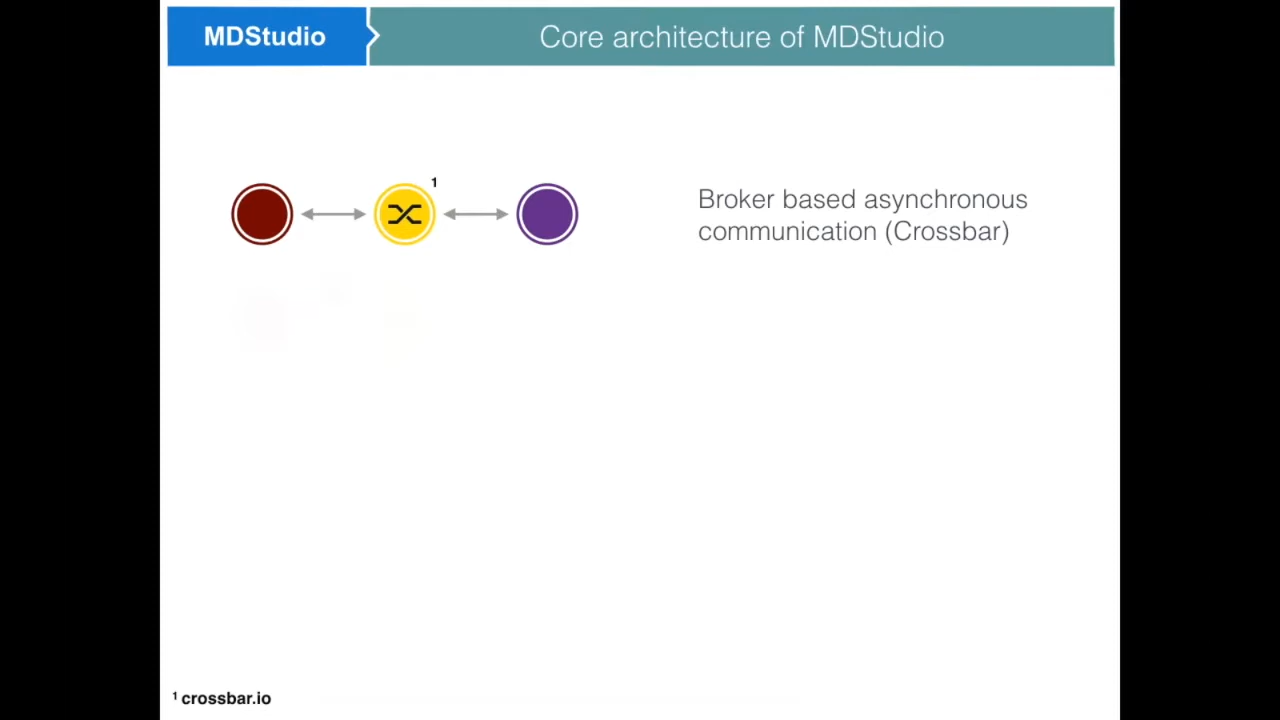 MDStudio
Core architecture of MDStudio
1
Broker based asynchronous
communication (Crossbar)
1 crossbar.io